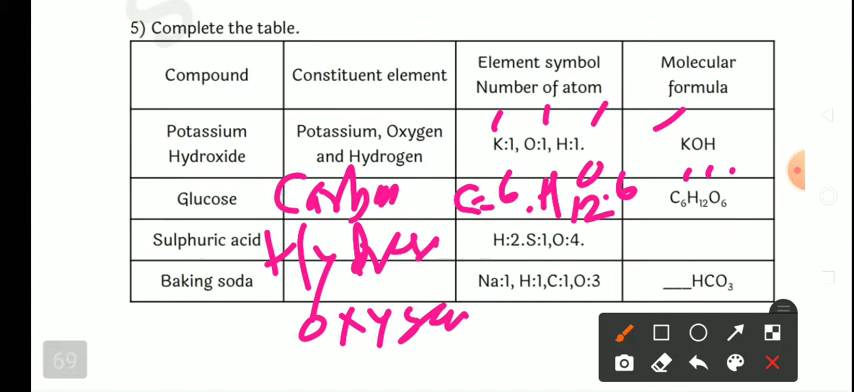 5) Complete the table.
Compound Constituent element Element symbol Number of atom Molecular formula
Potassium Hydroxide Potassium, Oxygen and Hydrogen K:1, O:1, H:1. KOH
Glucose Carbon C=6.H 12.O 6 C₆H₁₂O₆
Sulphuric acid Hydro H:2.S:1,O:4.
Baking soda Na:1, H:1,C:1,O:3 ___HCO₃
oxygen
69